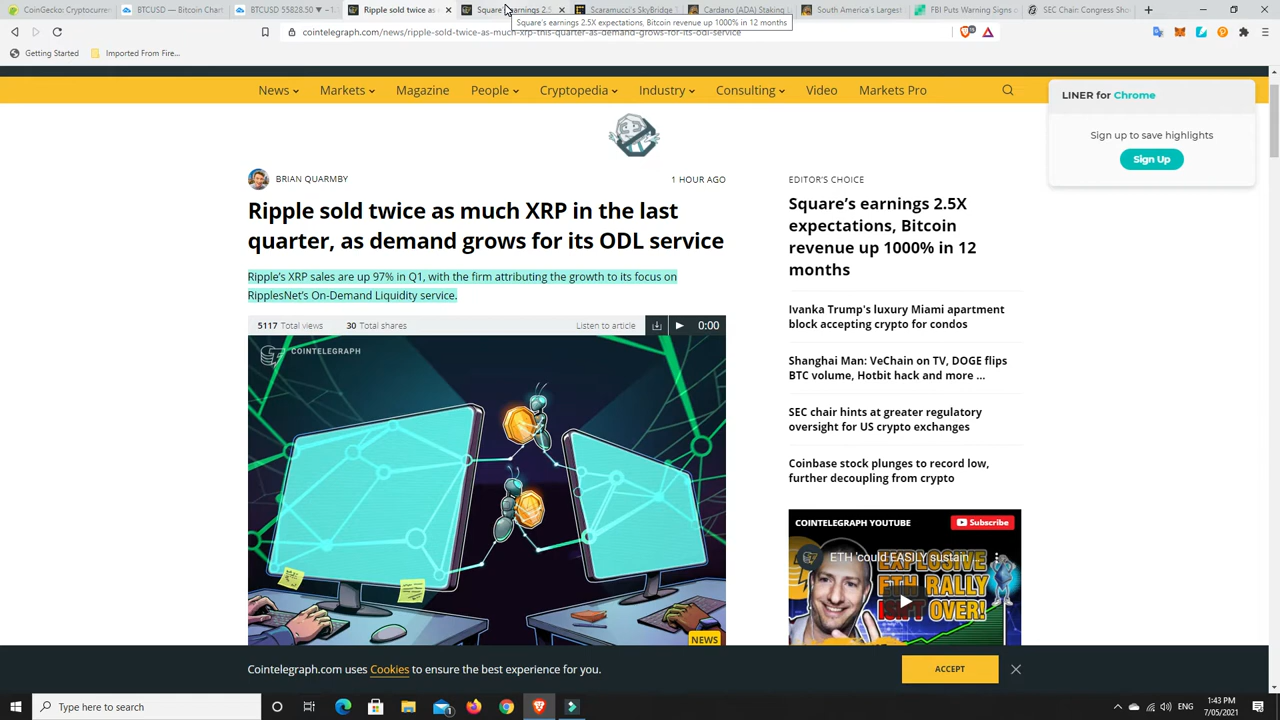 CoinGecko: Cryptocurren
BTCUSD — Bitcoin Chart
BTCUSD 55828.50 ▼ −1.
Ripple sold twice as
Square's earnings 2.5
Scaramucci's SkyBridge
Cardano (ADA) Staking L
South America's Largest
FBI Puts Warning Signs
SEC Chair Congress Sho
Square's earnings 2.5X expectations, Bitcoin revenue up 1000% in 12 months
cointelegraph.com/news/ripple-sold-twice-as-much-xrp-this-quarter-as-demand-grows-for-its-odl-service
Getting Started
Imported From Fire...
News
Markets
Magazine
People
Cryptopedia
Industry
Consulting
Video
Markets Pro
LINER for Chrome
Sign up to save highlights
Sign Up
BRIAN QUARMBY
1 HOUR AGO
Ripple sold twice as much XRP in the last
quarter, as demand grows for its ODL service
Ripple's XRP sales are up 97% in Q1, with the firm attributing the growth to its focus on
RipplesNet's On-Demand Liquidity service.
5117 Total views
30 Total shares
Listen to article
0:00
COINTELEGRAPH
NEWS
EDITOR'S CHOICE
Square's earnings 2.5X
expectations, Bitcoin
revenue up 1000% in 12
months
Ivanka Trump's luxury Miami apartment
block accepting crypto for condos
Shanghai Man: VeChain on TV, DOGE flips
BTC volume, Hotbit hack and more ...
SEC chair hints at greater regulatory
oversight for US crypto exchanges
Coinbase stock plunges to record low,
further decoupling from crypto
COINTELEGRAPH YOUTUBE
Subscribe
ETH 'could EASILY sustain ...
EXPLOSIVE
ETH RALLY
ISN'T OVER!
Cointelegraph.com uses Cookies to ensure the best experience for you.
ACCEPT
Type here to search
ENG
1:43 PM
7/05/2021